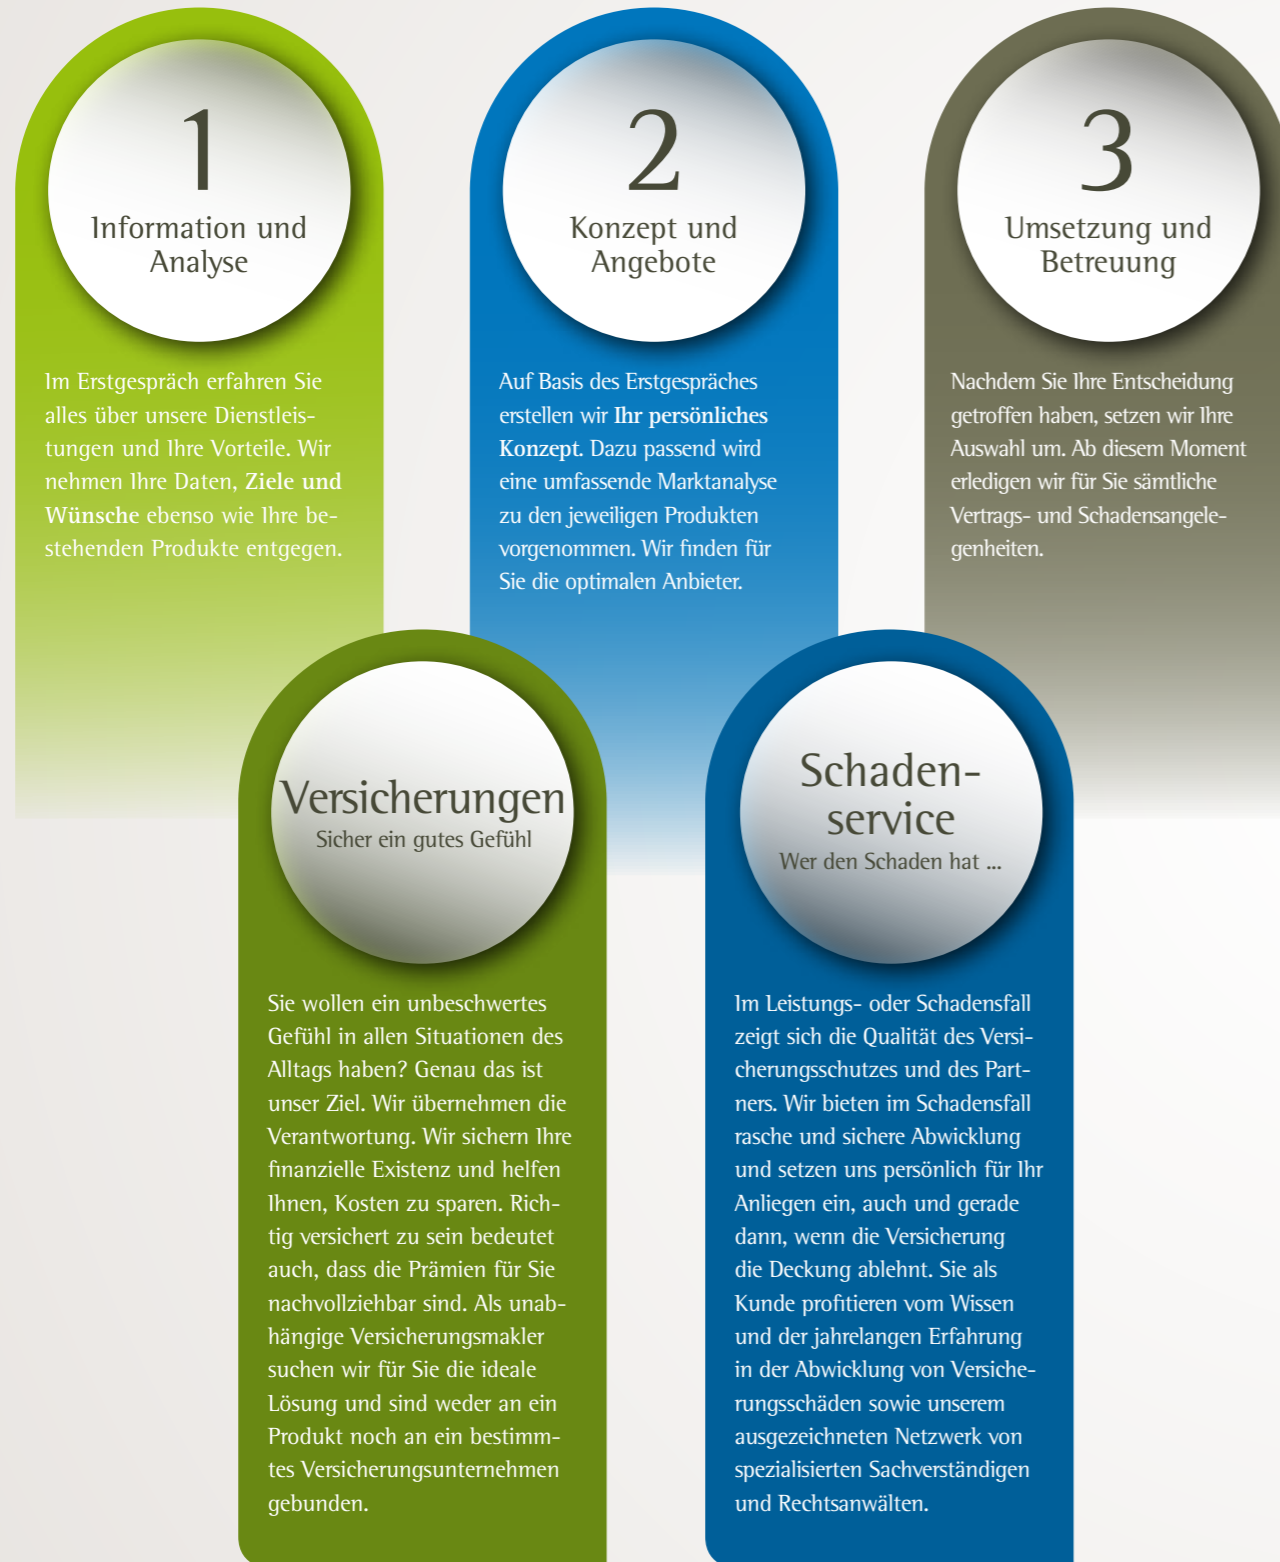 1
Information und
Analyse
Im Erstgespräch erfahren Sie
alles über unsere Dienstleis-
tungen und Ihre Vorteile. Wir
nehmen Ihre Daten, Ziele und
Wünsche ebenso wie Ihre be-
stehenden Produkte entgegen.
2
Konzept und
Angebote
Auf Basis des Erstgespräches
erstellen wir Ihr persönliches
Konzept. Dazu passend wird
eine umfassende Marktanalyse
zu den jeweiligen Produkten
vorgenommen. Wir finden für
Sie die optimalen Anbieter.
3
Umsetzung und
Betreuung
Nachdem Sie Ihre Entscheidung
getroffen haben, setzen wir Ihre
Auswahl um. Ab diesem Moment
erledigen wir für Sie sämtliche
Vertrags- und Schadensangele-
genheiten.
Versicherungen
Sicher ein gutes Gefühl
Sie wollen ein unbeschwertes
Gefühl in allen Situationen des
Alltags haben? Genau das ist
unser Ziel. Wir übernehmen die
Verantwortung. Wir sichern Ihre
finanzielle Existenz und helfen
Ihnen, Kosten zu sparen. Rich-
tig versichert zu sein bedeutet
auch, dass die Prämien für Sie
nachvollziehbar sind. Als unab-
hängige Versicherungsmakler
suchen wir für Sie die ideale
Lösung und sind weder an ein
Produkt noch an ein bestimm-
tes Versicherungsunternehmen
gebunden.
Schaden-
service
Wer den Schaden hat ...
Im Leistungs- oder Schadensfall
zeigt sich die Qualität des Versi-
cherungsschutzes und des Part-
ners. Wir bieten im Schadensfall
rasche und sichere Abwicklung
und setzen uns persönlich für Ihr
Anliegen ein, auch und gerade
dann, wenn die Versicherung
die Deckung ablehnt. Sie als
Kunde profitieren vom Wissen
und der jahrelangen Erfahrung
in der Abwicklung von Versiche-
rungsschäden sowie unserem
ausgezeichneten Netzwerk von
spezialisierten Sachverständigen
und Rechtsanwälten.